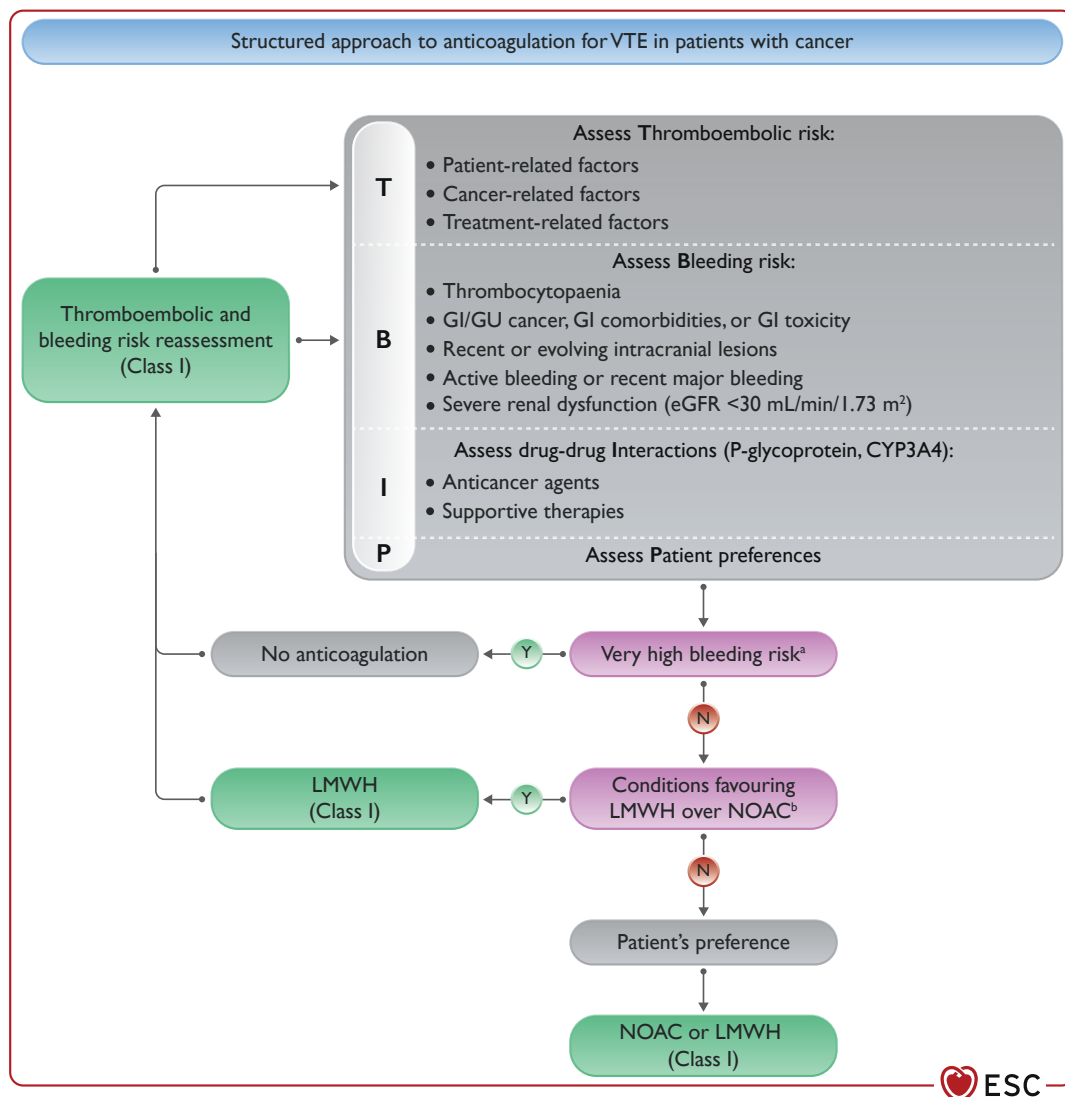 Structured approach to anticoagulation for VTE in patients with cancer
T
Assess Thromboembolic risk:
• Patient-related factors
• Cancer-related factors
• Treatment-related factors
B
Assess Bleeding risk:
• Thrombocytopaenia
• GI/GU cancer, GI comorbidities, or GI toxicity
• Recent or evolving intracranial lesions
• Active bleeding or recent major bleeding
• Severe renal dysfunction (eGFR <30 mL/min/1.73 m²)
I
Assess drug-drug Interactions (P-glycoprotein, CYP3A4):
• Anticancer agents
• Supportive therapies
P
Assess Patient preferences
Thromboembolic and
bleeding risk reassessment
(Class I)
Very high bleeding riskᵃ
Y
No anticoagulation
N
Conditions favouring
LMWH over NOACᵇ
Y
LMWH
(Class I)
N
Patient's preference
NOAC or LMWH
(Class I)
ESC